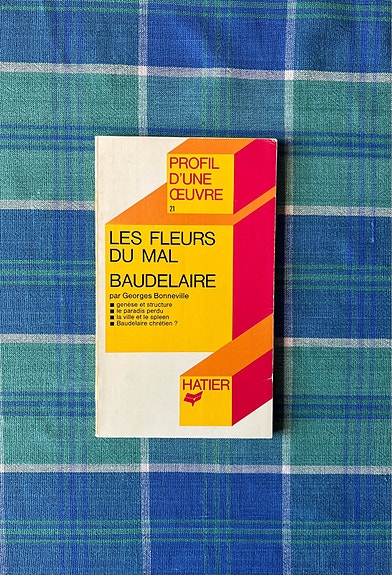 PROFIL
D'UNE
ŒUVRE
21
LES FLEURS
DU MAL
BAUDELAIRE
par Georges Bonneville
■ genèse et structure
■ le paradis perdu
■ la ville et le spleen
■ Baudelaire chrétien ?
HATIER